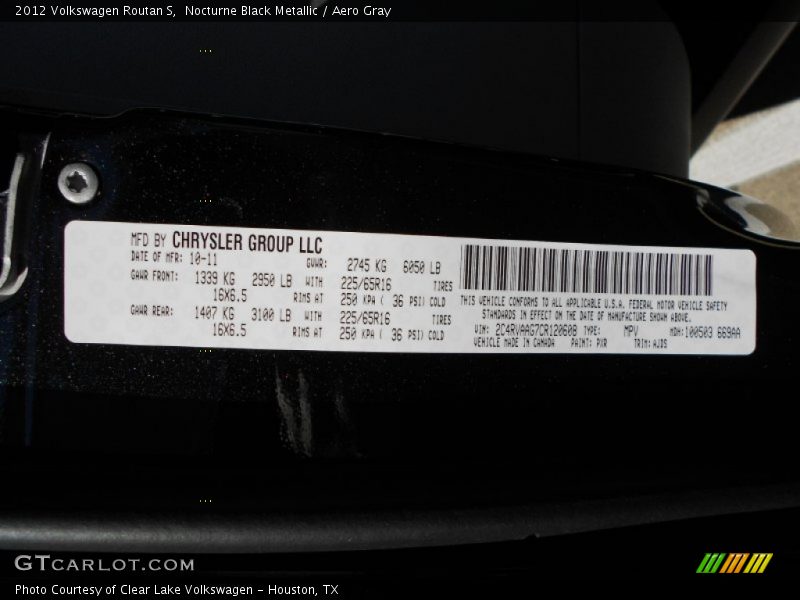 2012 Volkswagen Routan S,  Nocturne Black Metallic / Aero Gray
MFD BY CHRYSLER GROUP LLC
DATE OF MFR: 10-11 GVWR: 2745 KG 6050 LB
GAWR FRONT: 1339 KG 2950 LB WITH 225/65R16 TIRES
16X6.5 RIMS AT 250 KPA ( 36 PSI) COLD
GAWR REAR: 1407 KG 3100 LB WITH 225/65R16 TIRES
16X6.5 RIMS AT 250 KPA ( 36 PSI) COLD
THIS VEHICLE CONFORMS TO ALL APPLICABLE U.S.A. FEDERAL MOTOR VEHICLE SAFETY
STANDARDS IN EFFECT ON THE DATE OF MANUFACTURE SHOWN ABOVE.
VIN: 2C4RVAAG7CR120608 TYPE: MPV MDH: 100503 669AA
VEHICLE MADE IN CANADA PAINT: PXR TRIM: AJDS
GTCARLOT.COM
Photo Courtesy of Clear Lake Volkswagen - Houston, TX